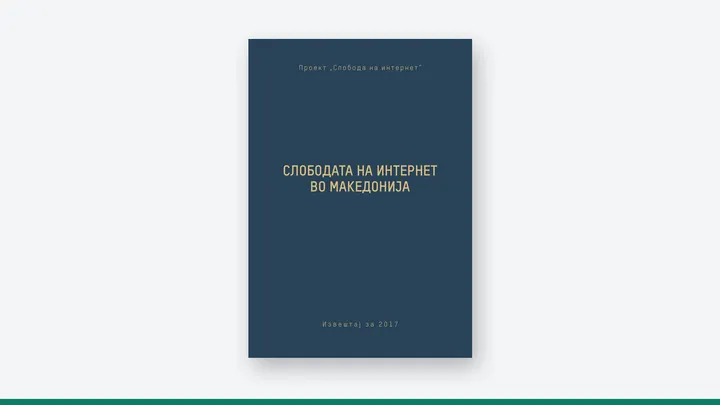 Проект „Слобода на интернет“
СЛОБОДАТА НА ИНТЕРНЕТ
ВО МАКЕДОНИЈА
Извештај за 2017